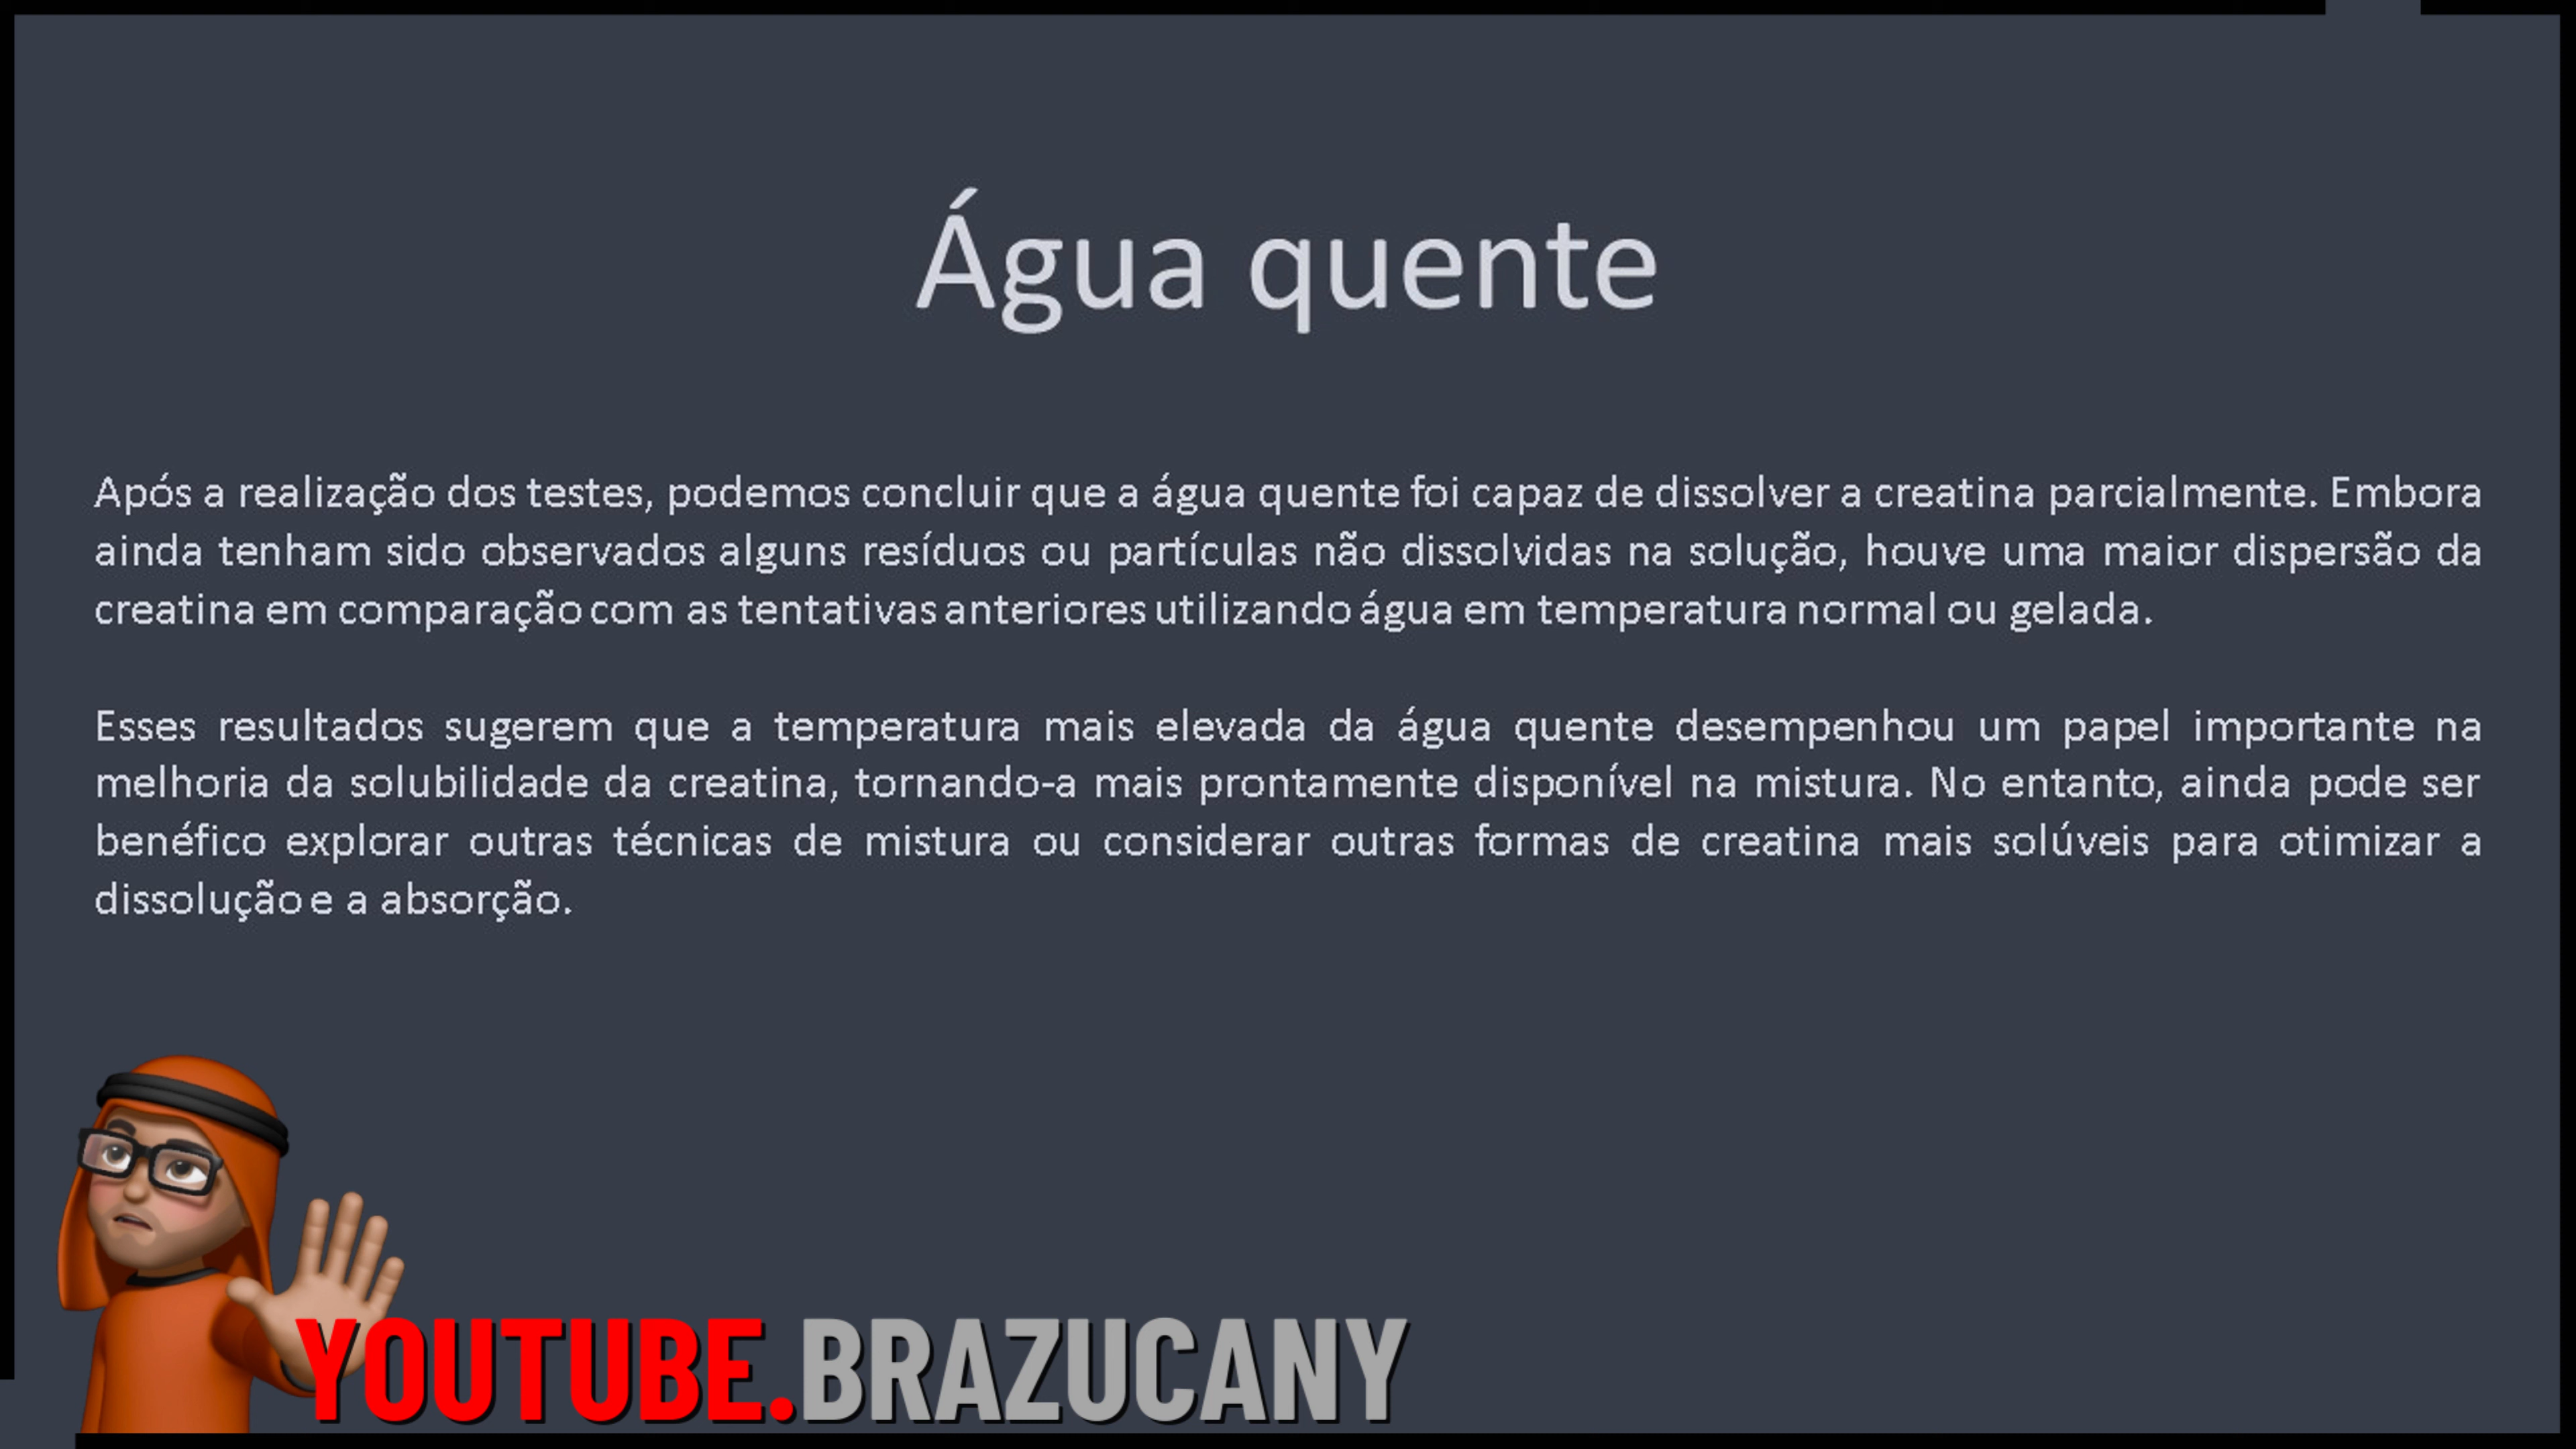 Água quente
Após a realização dos testes, podemos concluir que a água quente foi capaz de dissolver a creatina parcialmente. Embora
ainda tenham sido observados alguns resíduos ou partículas não dissolvidas na solução, houve uma maior dispersão da
creatina em comparação com as tentativas anteriores utilizando água em temperatura normal ou gelada.
Esses resultados sugerem que a temperatura mais elevada da água quente desempenhou um papel importante na
melhoria da solubilidade da creatina, tornando-a mais prontamente disponível na mistura. No entanto, ainda pode ser
benéfico explorar outras técnicas de mistura ou considerar outras formas de creatina mais solúveis para otimizar a
dissolução e a absorção.
YOUTUBE.BRAZUCANY